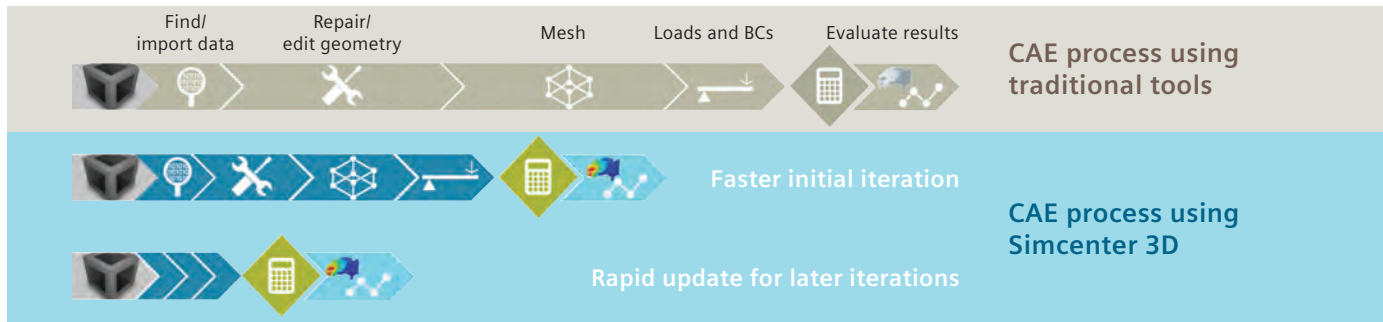 Find/
import data
Repair/
edit geometry
Mesh
Loads and BCs
Evaluate results
CAE process using
traditional tools
Faster initial iteration
CAE process using
Simcenter 3D
Rapid update for later iterations